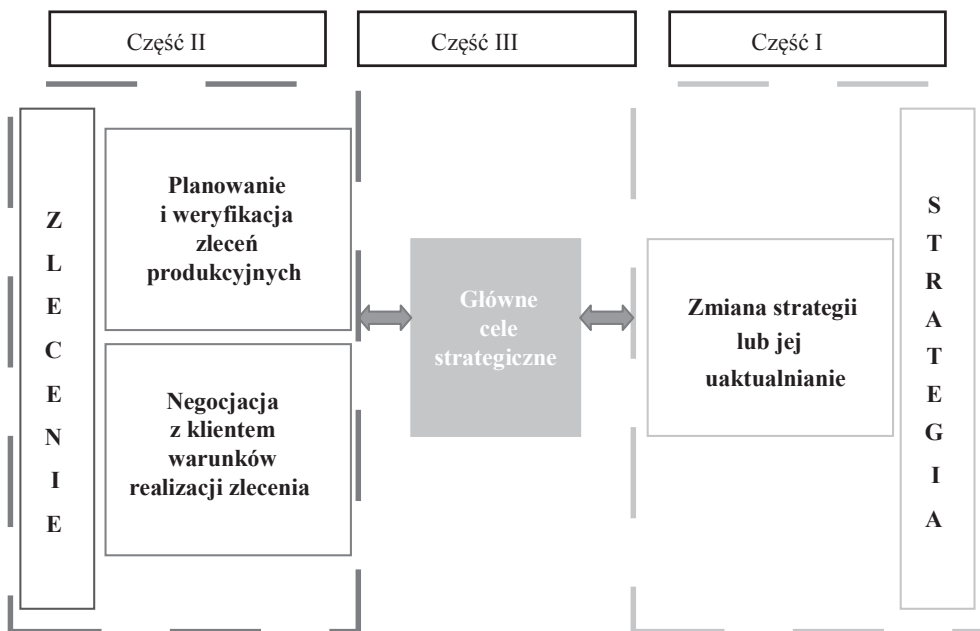 Część II
Część III
Część I
Z
L
E
C
E
N
I
E
Planowanie
i weryfikacja
zleceń
produkcyjnych
Negocjacja
z klientem
warunków
realizacji zlecenia
Główne
cele
strategiczne
Zmiana strategii
lub jej
uaktualnianie
S
T
R
A
T
E
G
I
A